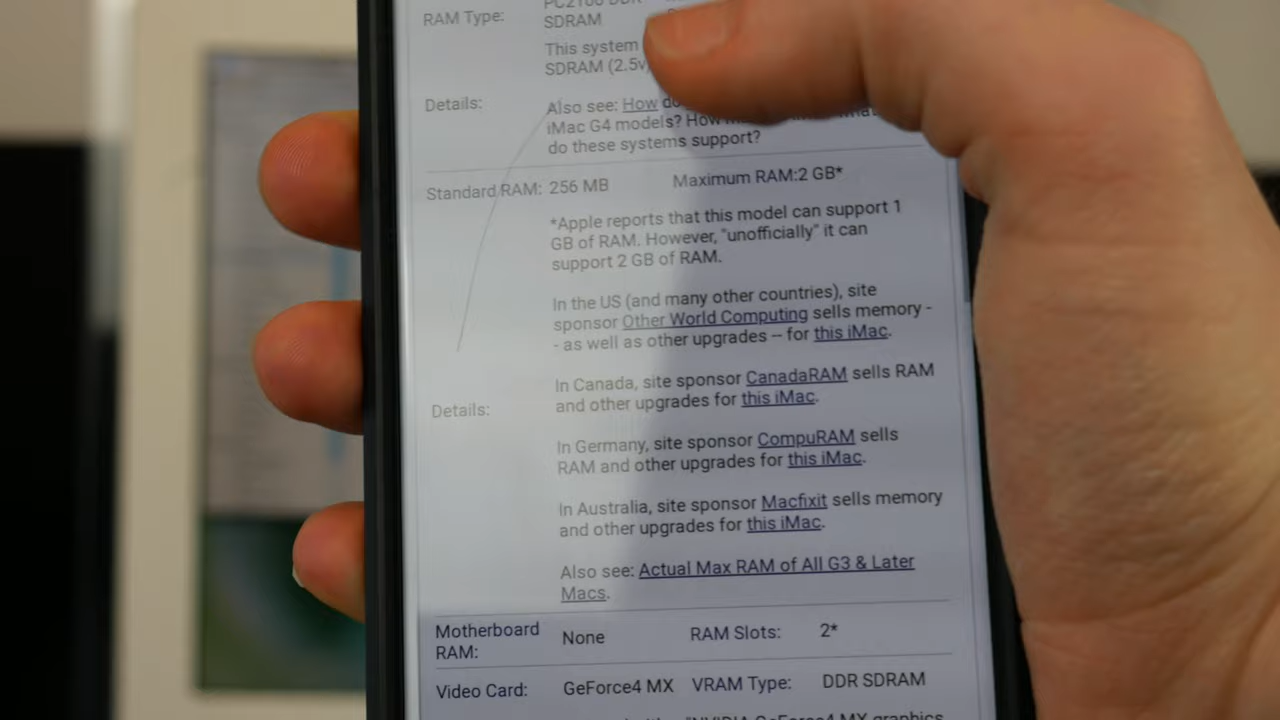 RAM Type:
SDRAM
This system
SDRAM (2.5v
Details:
Also see: How do
iMac G4 models? How
do these systems support?
Standard RAM: 256 MB Maximum RAM:2 GB*
*Apple reports that this model can support 1
GB of RAM. However, "unofficially" it can
support 2 GB of RAM.
In the US (and many other countries), site
sponsor Other World Computing sells memory -
- as well as other upgrades -- for this iMac.
In Canada, site sponsor CanadaRAM sells RAM
and other upgrades for this iMac.
Details:
In Germany, site sponsor CompuRAM sells
RAM and other upgrades for this iMac.
In Australia, site sponsor Macfixit sells memory
and other upgrades for this iMac.
Also see: Actual Max RAM of All G3 & Later
Macs.
Motherboard
RAM:
None RAM Slots: 2*
Video Card: GeForce4 MX VRAM Type: DDR SDRAM